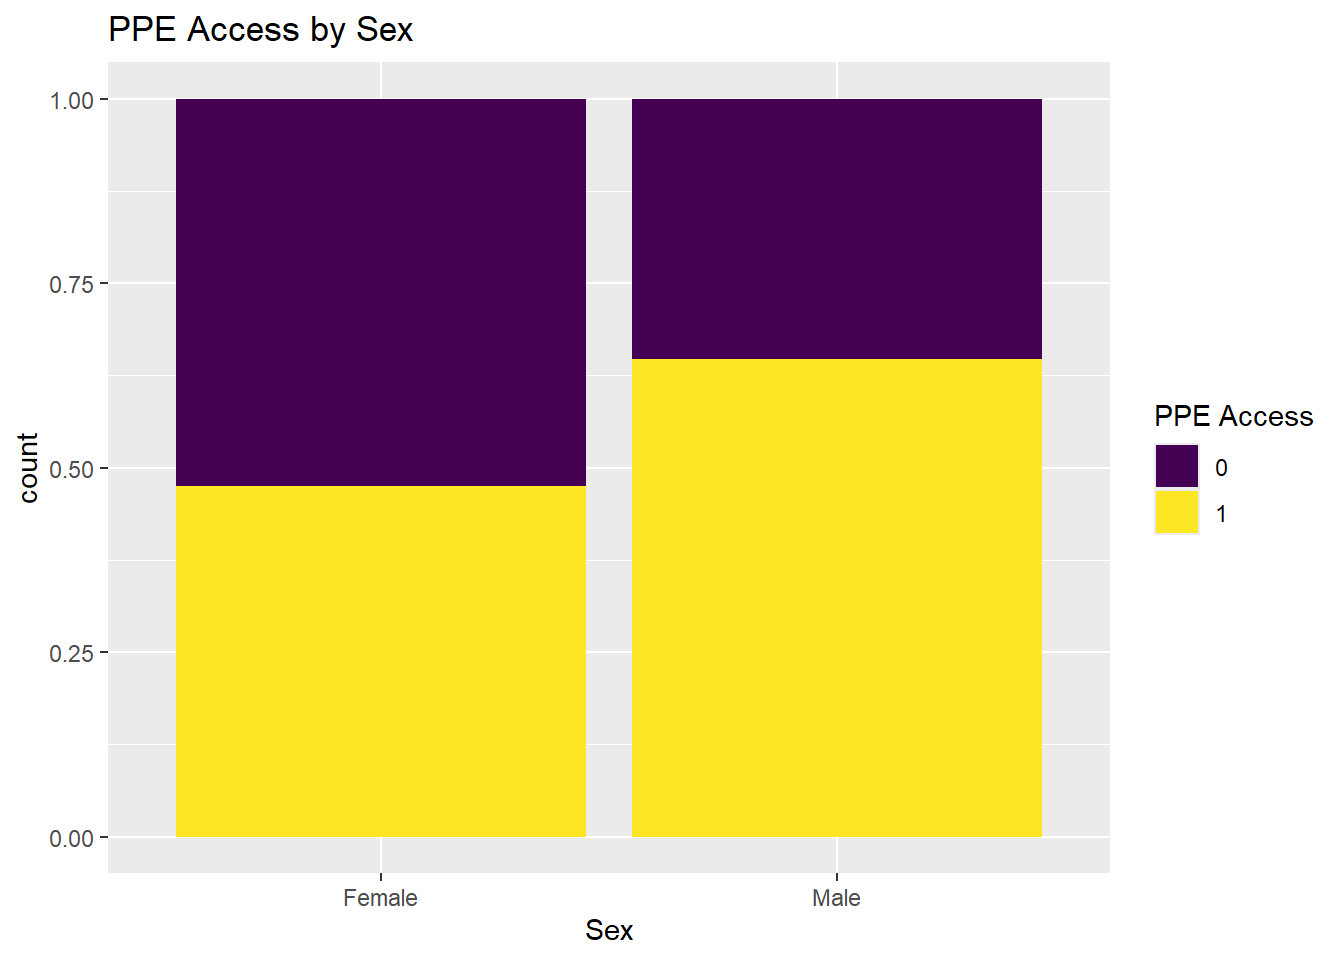 PPE Access by Sex
1.00
0.75
0.50
0.25
0.00
count
Female
Male
Sex
PPE Access
0
1